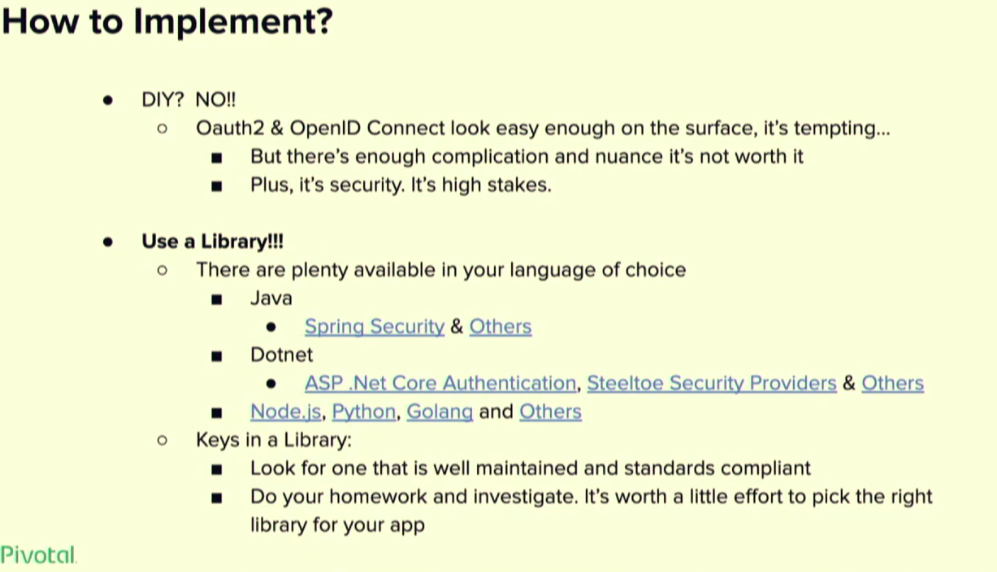 How to Implement?
● DIY? NO!!
○ Oauth2 & OpenID Connect look easy enough on the surface, it's tempting...
■ But there's enough complication and nuance it's not worth it
■ Plus, it's security. It's high stakes.
● Use a Library!!!
○ There are plenty available in your language of choice
■ Java
● Spring Security & Others
■ Dotnet
● ASP .Net Core Authentication, Steeltoe Security Providers & Others
■ Node.js, Python, Golang and Others
○ Keys in a Library:
■ Look for one that is well maintained and standards compliant
■ Do your homework and investigate. It's worth a little effort to pick the right
library for your app
Pivotal